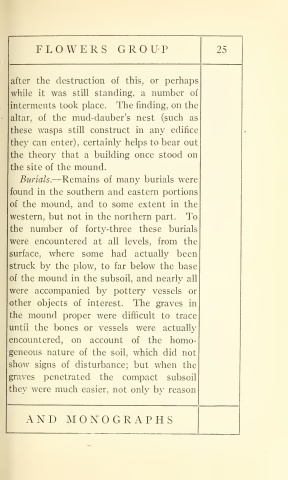 FLOWERS GROUP
25
after the destruction of this, or perhaps
while it was still standing, a number of
interments took place. The finding, on the
altar, of the mud-dauber's nest (such as
these wasps still construct in any edifice
they can enter), certainly helps to bear out
the theory that a building once stood on
the site of the mound.
Burials.—Remains of many burials were
found in the southern and eastern portions
of the mound, and to some extent in the
western, but not in the northern part. To
the number of forty-three these burials
were encountered at all levels, from the
surface, where some had actually been
struck by the plow, to far below the base
of the mound in the subsoil, and nearly all
were accompanied by pottery vessels or
other objects of interest. The graves in
the mound proper were difficult to trace
until the bones or vessels were actually
encountered, on account of the homo-
geneous nature of the soil, which did not
show signs of disturbance; but when the
graves penetrated the compact subsoil
they were much easier, not only by reason
AND MONOGRAPHS